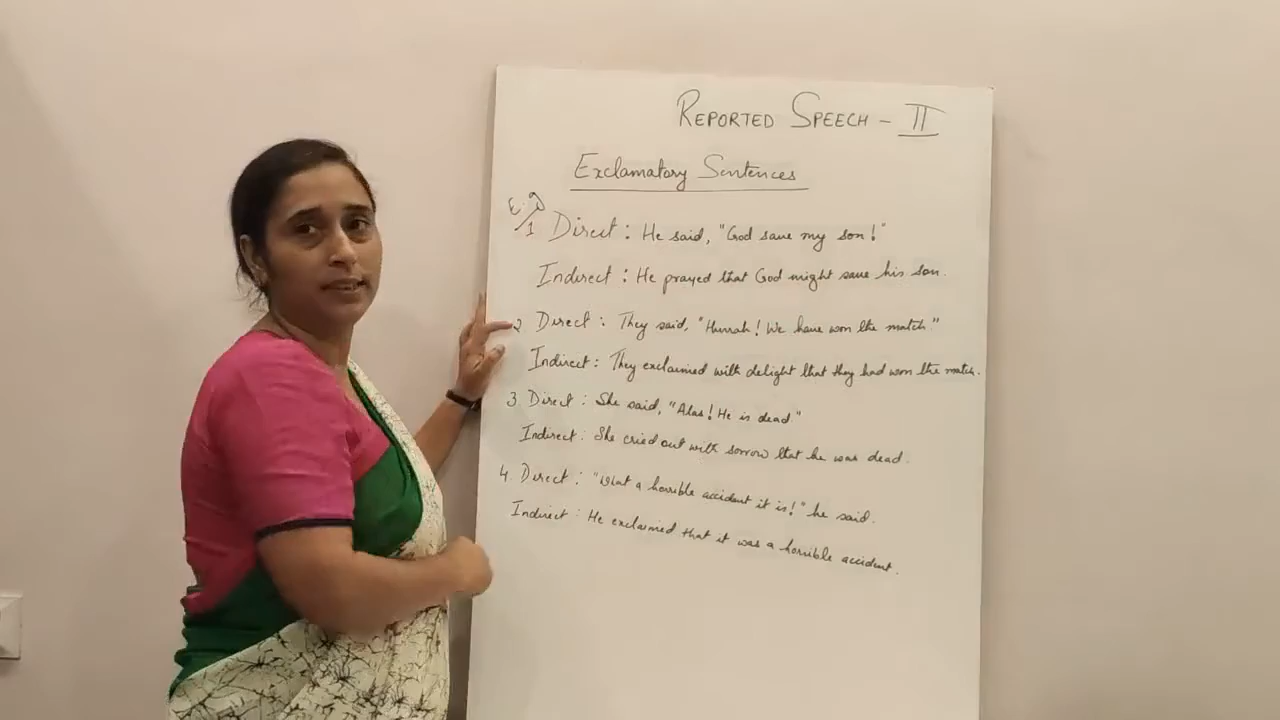 REPORTED SPEECH - II
Exclamatory Sentences
E.g
1 Direct : He said, "God save my son!"
Indirect : He prayed that God might save his son.
2 Direct : They said, "Hurrah! We have won the match."
Indirect : They exclaimed with delight that they had won the match.
3 Direct : She said, "Alas! He is dead."
Indirect : She cried out with sorrow that he was dead.
4. Direct : "What a horrible accident it is!" he said.
Indirect : He exclaimed that it was a horrible accident.